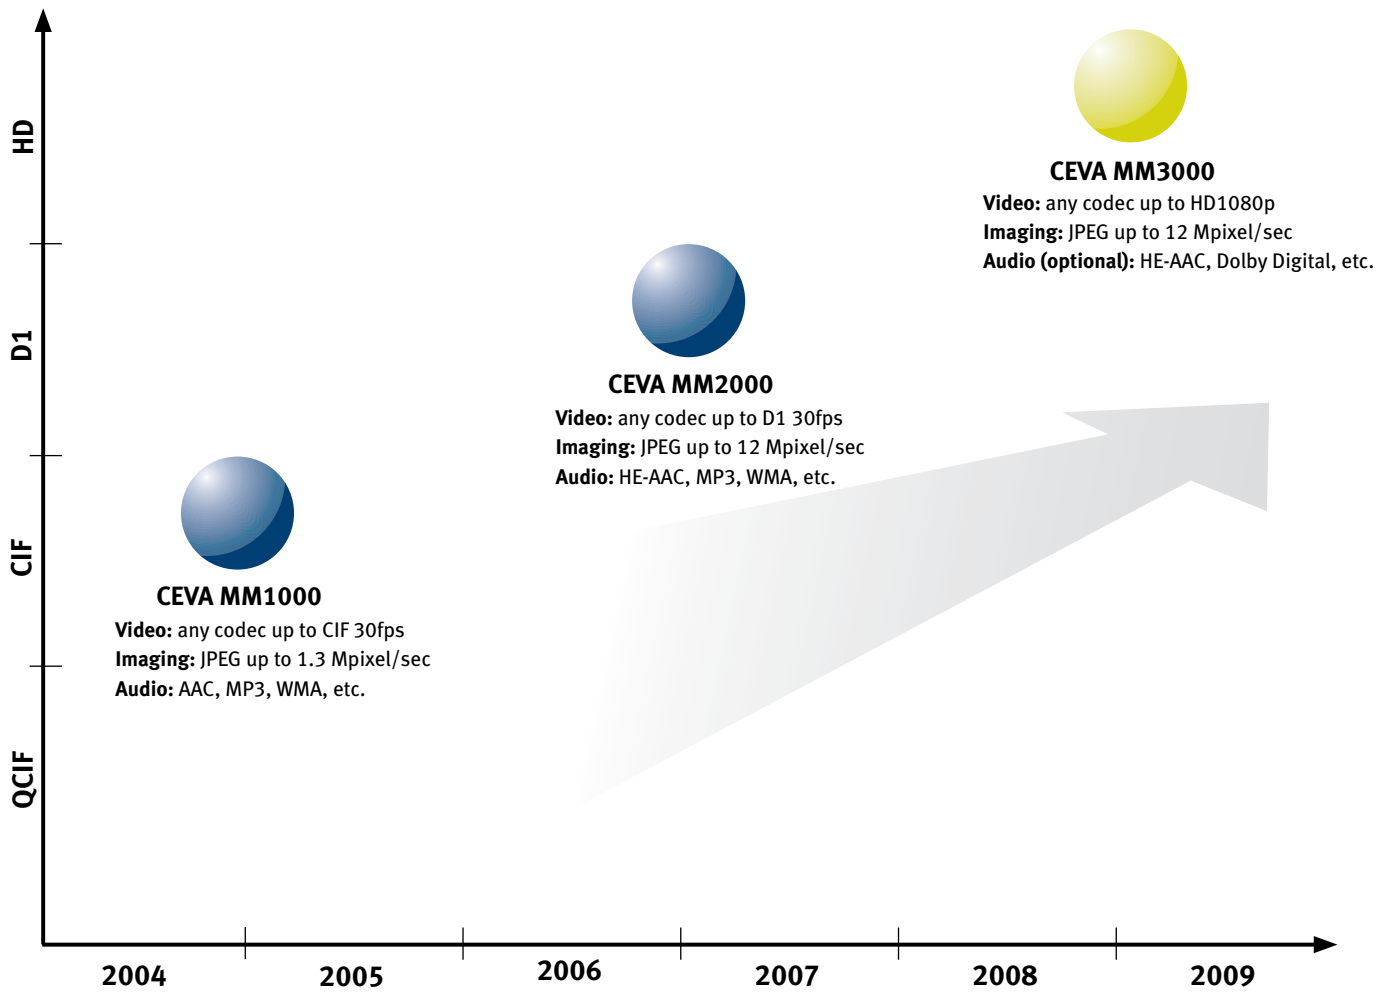 HD
D1
CIF
QCIF
CEVA MM3000
Video: any codec up to HD1080p
Imaging: JPEG up to 12 Mpixel/sec
Audio (optional): HE-AAC, Dolby Digital, etc.
CEVA MM2000
Video: any codec up to D1 30fps
Imaging: JPEG up to 12 Mpixel/sec
Audio: HE-AAC, MP3, WMA, etc.
CEVA MM1000
Video: any codec up to CIF 30fps
Imaging: JPEG up to 1.3 Mpixel/sec
Audio: AAC, MP3, WMA, etc.
2004 2005 2006 2007 2008 2009